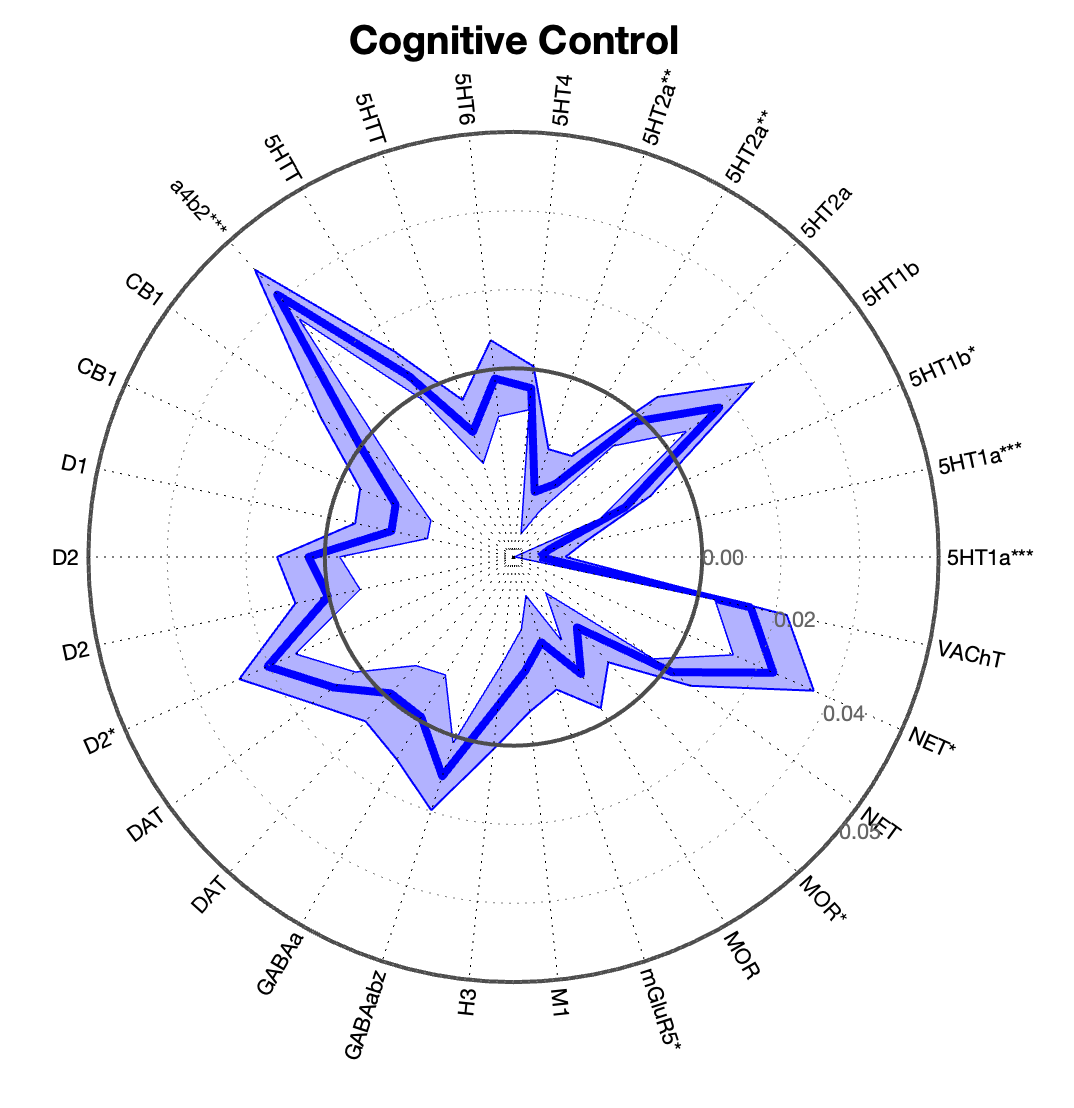 Cognitive Control
5HT1a***
5HT1a***
5HT1b*
5HT1b
5HT2a
5HT2a**
5HT2a**
5HT4
5HT6
5HTT
5HTT
a4b2***
CB1
CB1
D1
D2
D2
D2*
DAT
DAT
GABAa
GABAabz
H3
M1
mGluR5*
MOR
MOR*
NET
NET*
VAChT
0.00
0.02
0.04
0.05